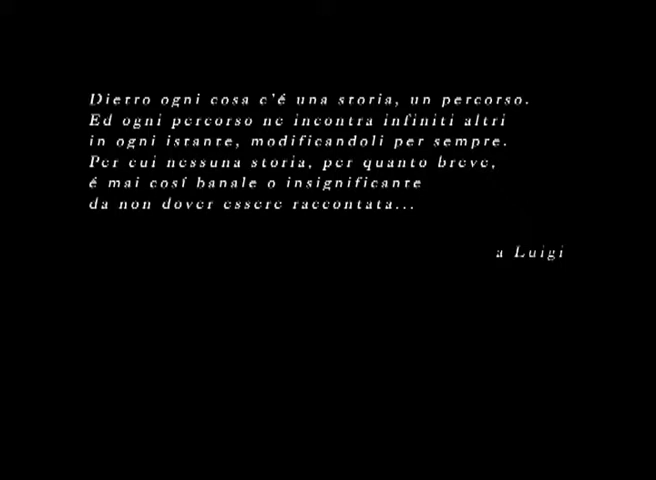 Dietro ogni cosa c'é una storia, un percorso.
Ed ogni percorso ne incontra infiniti altri
in ogni istante, modificandoli per sempre.
Per cui nessuna storia, per quanto breve,
é mai cosí banale o insignificante
da non dover essere raccontata...
a Luigi